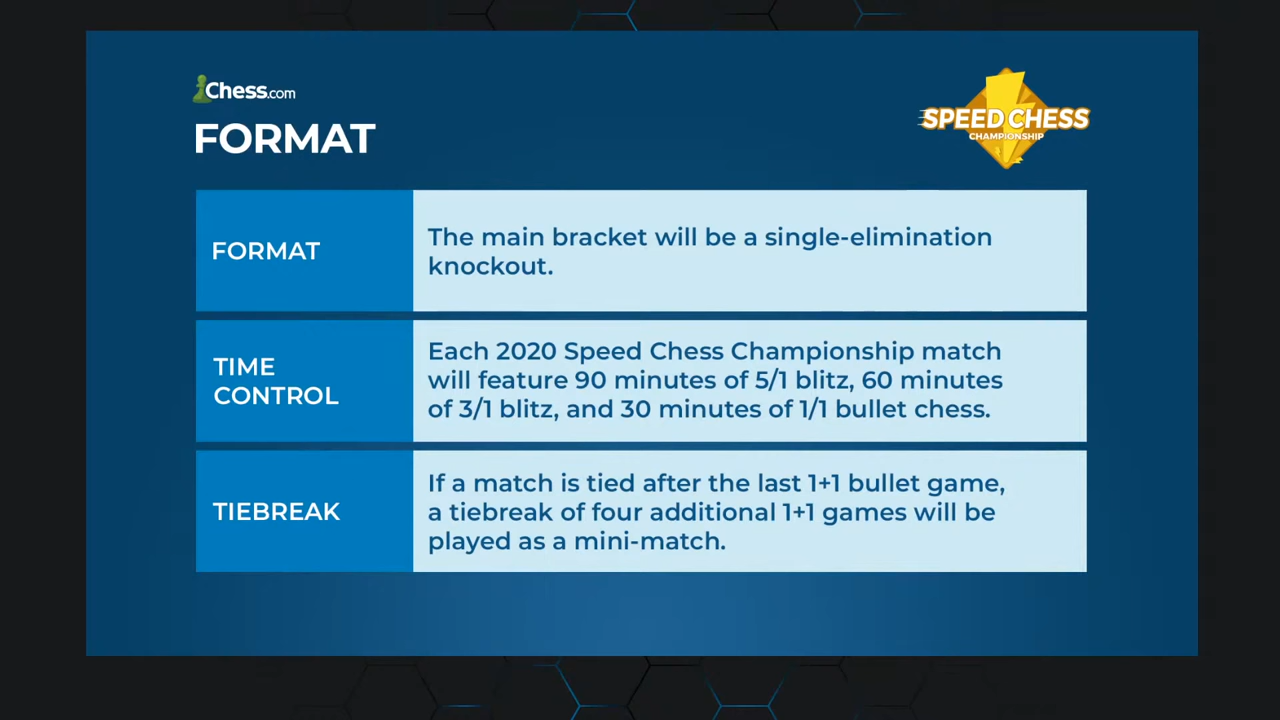 Chess.com
FORMAT
SPEED CHESS
CHAMPIONSHIP
FORMAT
The main bracket will be a single-elimination
knockout.
TIME
CONTROL
Each 2020 Speed Chess Championship match
will feature 90 minutes of 5/1 blitz, 60 minutes
of 3/1 blitz, and 30 minutes of 1/1 bullet chess.
TIEBREAK
If a match is tied after the last 1+1 bullet game,
a tiebreak of four additional 1+1 games will be
played as a mini-match.